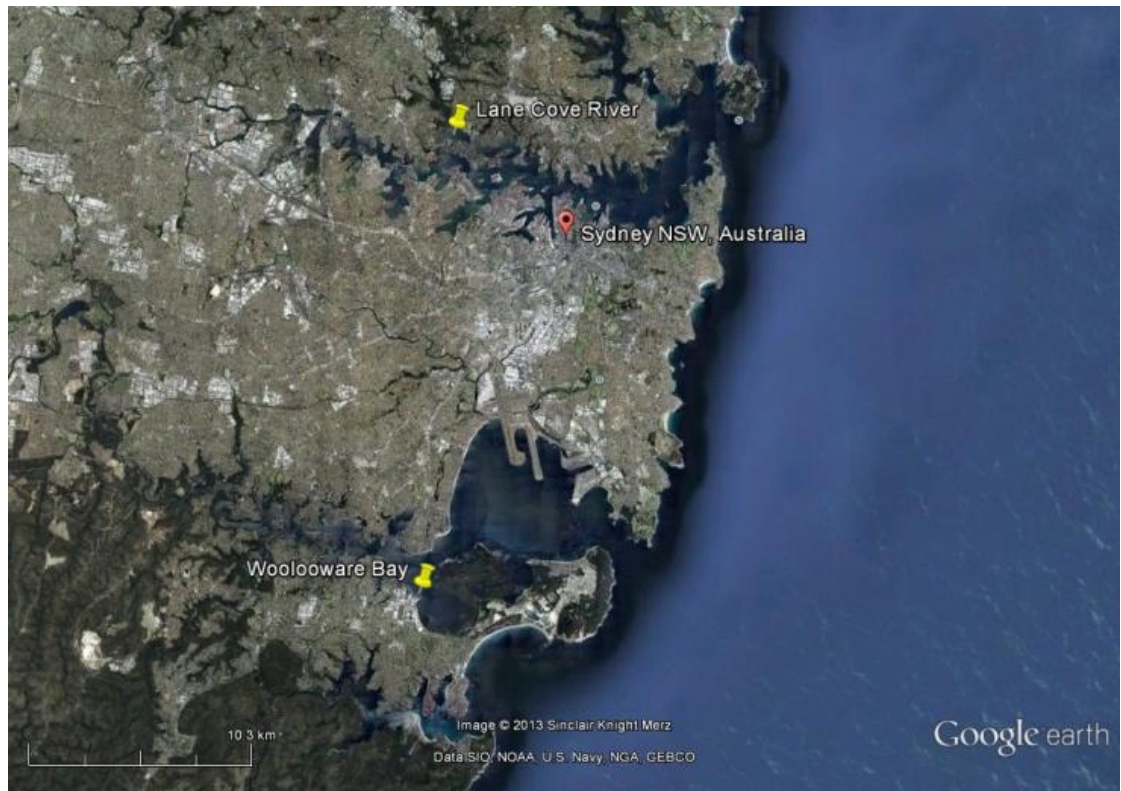 Lane Cove River
Sydney NSW, Australia
Woolooware Bay
Image © 2013 Sinclair Knight Merz
10.3 km
Google earth
Data SIO, NOAA, U.S. Navy, NGA, GEBCO